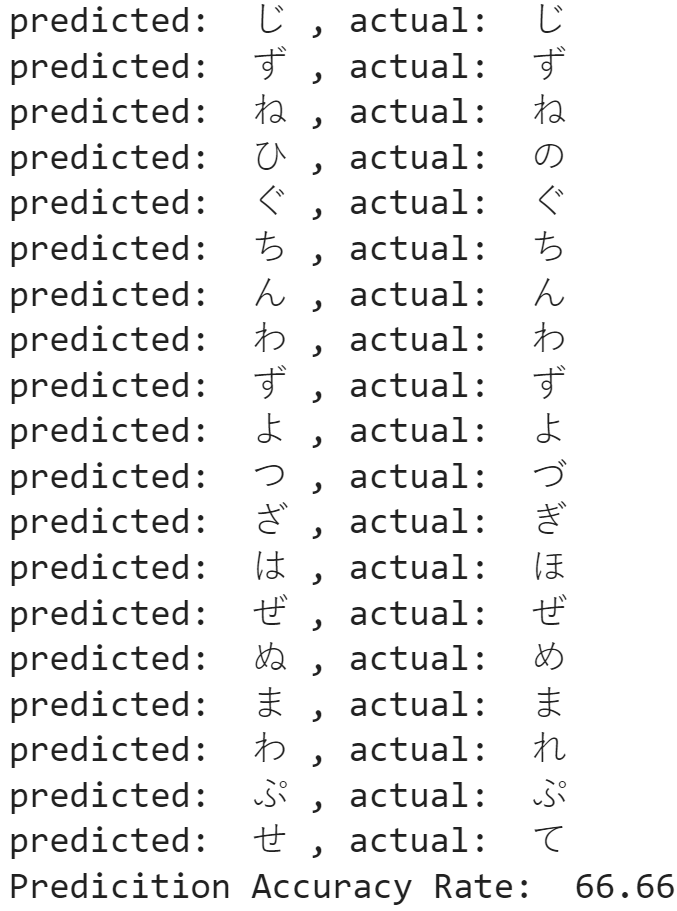 predicted:  じ , actual:  じ
predicted:  ず , actual:  ず
predicted:  ね , actual:  ね
predicted:  ひ , actual:  の
predicted:  ぐ , actual:  ぐ
predicted:  ち , actual:  ち
predicted:  ん , actual:  ん
predicted:  わ , actual:  わ
predicted:  ず , actual:  ず
predicted:  よ , actual:  よ
predicted:  つ , actual:  づ
predicted:  ざ , actual:  ぎ
predicted:  は , actual:  ほ
predicted:  ぜ , actual:  ぜ
predicted:  ぬ , actual:  め
predicted:  ま , actual:  ま
predicted:  わ , actual:  れ
predicted:  ぷ , actual:  ぷ
predicted:  せ , actual:  て
Predicition Accuracy Rate:  66.66